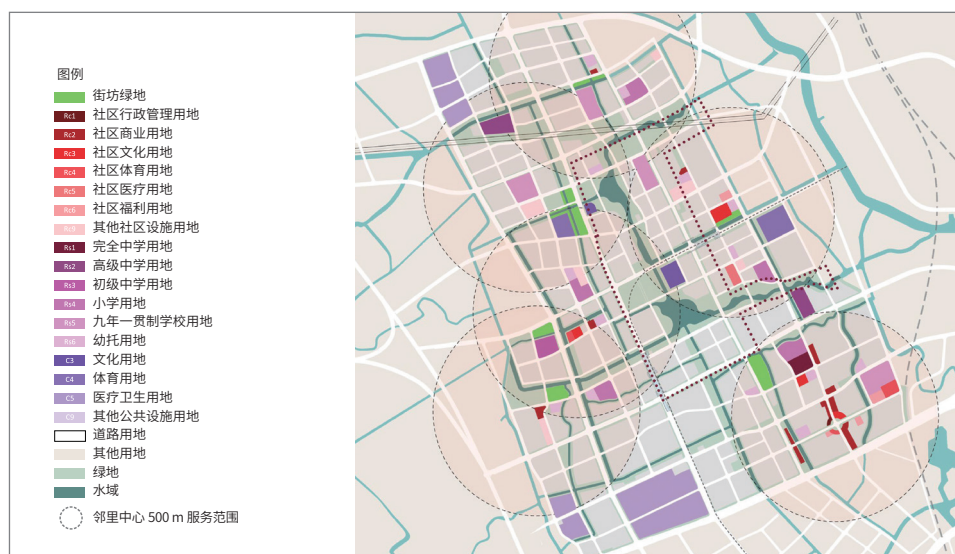 图例
街坊绿地
Rc1 社区行政管理用地
Rc2 社区商业用地
Rc3 社区文化用地
Rc4 社区体育用地
Rc5 社区医疗用地
Rc6 社区福利用地
其他社区设施用地
Rs1 完全中学用地
Rs2 高级中学用地
Rs3 初级中学用地
Rs4 小学用地
Rs5 九年一贯制学校用地
Rs6 幼托用地
C3 文化用地
C4 体育用地
C5 医疗卫生用地
C9 其他公共设施用地
道路用地
其他用地
绿地
水域
邻里中心 500 m 服务范围